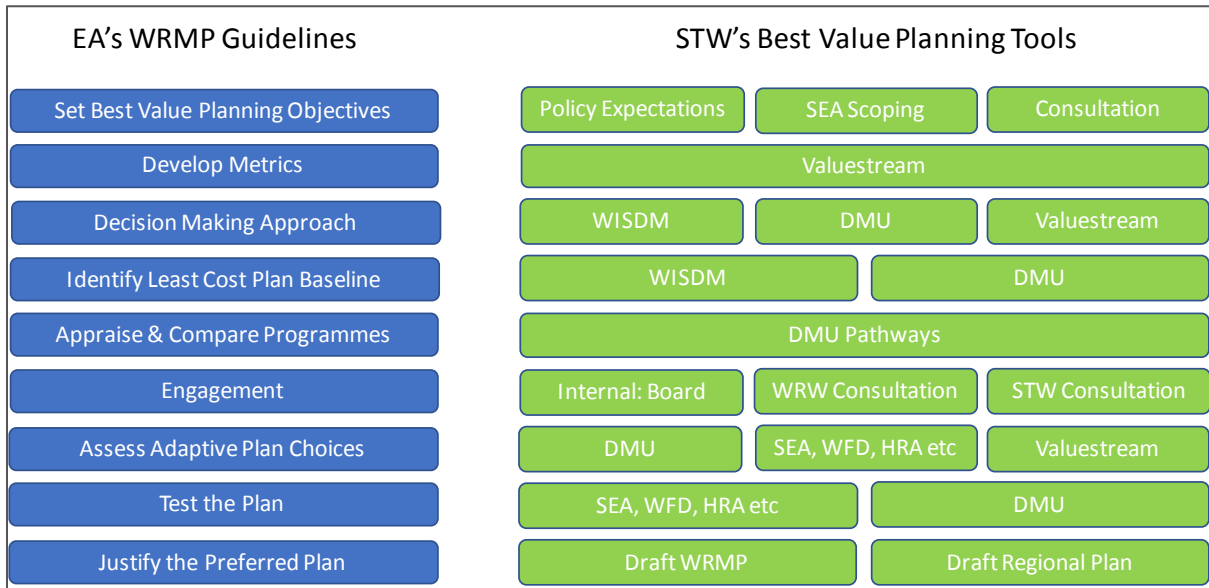 EA's WRMP Guidelines
STW's Best Value Planning Tools
Set Best Value Planning Objectives
Policy Expectations
SEA Scoping
Consultation
Develop Metrics
Valuestream
Decision Making Approach
WISDM
DMU
Valuestream
Identify Least Cost Plan Baseline
WISDM
DMU
Appraise & Compare Programmes
DMU Pathways
Engagement
Internal: Board
WRW Consultation
STW Consultation
Assess Adaptive Plan Choices
DMU
SEA, WFD, HRA etc
Valuestream
Test the Plan
SEA, WFD, HRA etc
DMU
Justify the Preferred Plan
Draft WRMP
Draft Regional Plan